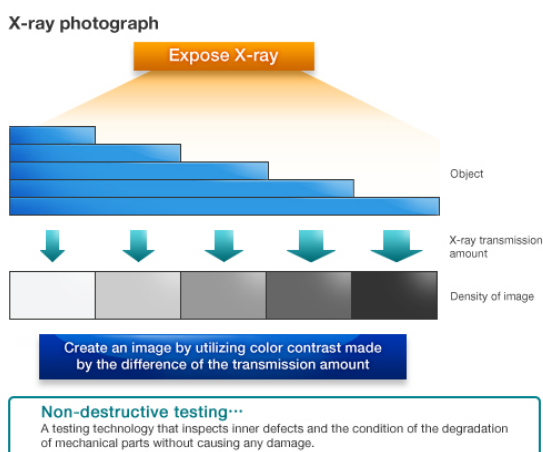 X-ray photograph
Expose X-ray
Object
X-ray transmission
amount
Density of image
Create an image by utilizing color contrast made
by the difference of the transmission amount
Non-destructive testing…
A testing technology that inspects inner defects and the condition of the degradation
of mechanical parts without causing any damage.